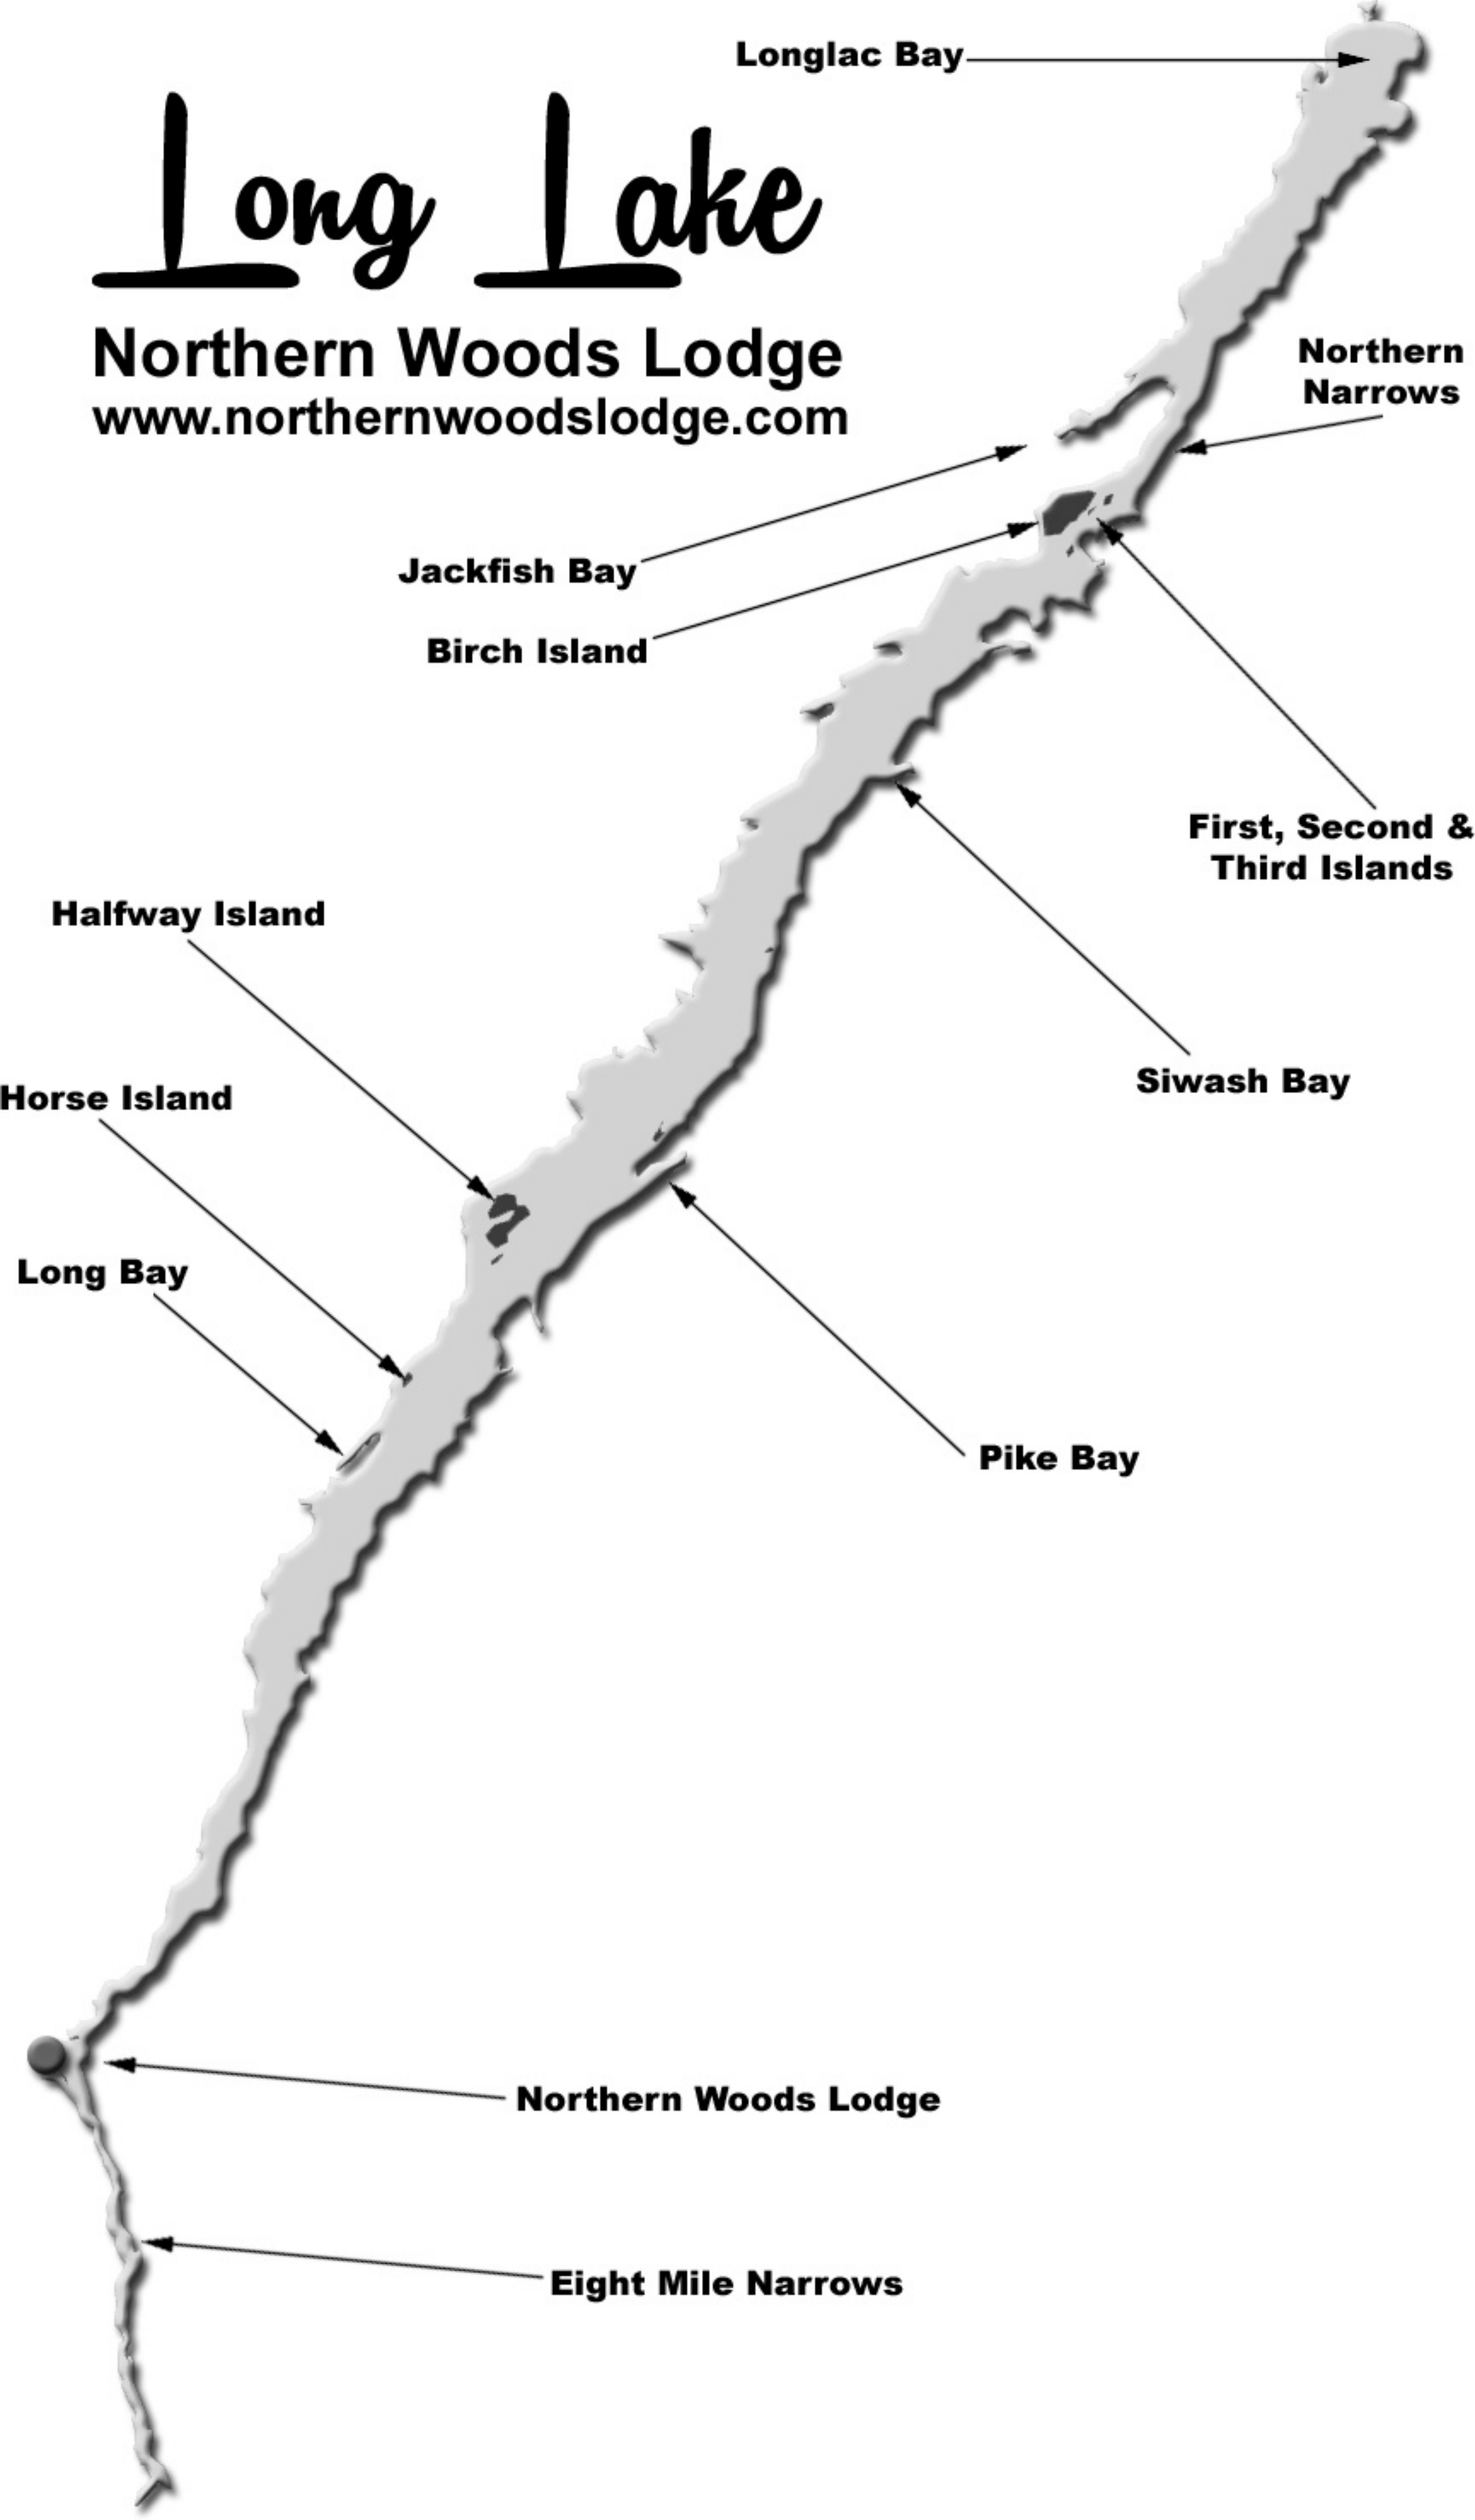 Longlac Bay
Long Lake
Northern Woods Lodge
www.northernwoodslodge.com
Northern
Narrows
Jackfish Bay
Birch Island
First, Second &
Third Islands
Halfway Island
Siwash Bay
Horse Island
Long Bay
Pike Bay
Northern Woods Lodge
Eight Mile Narrows